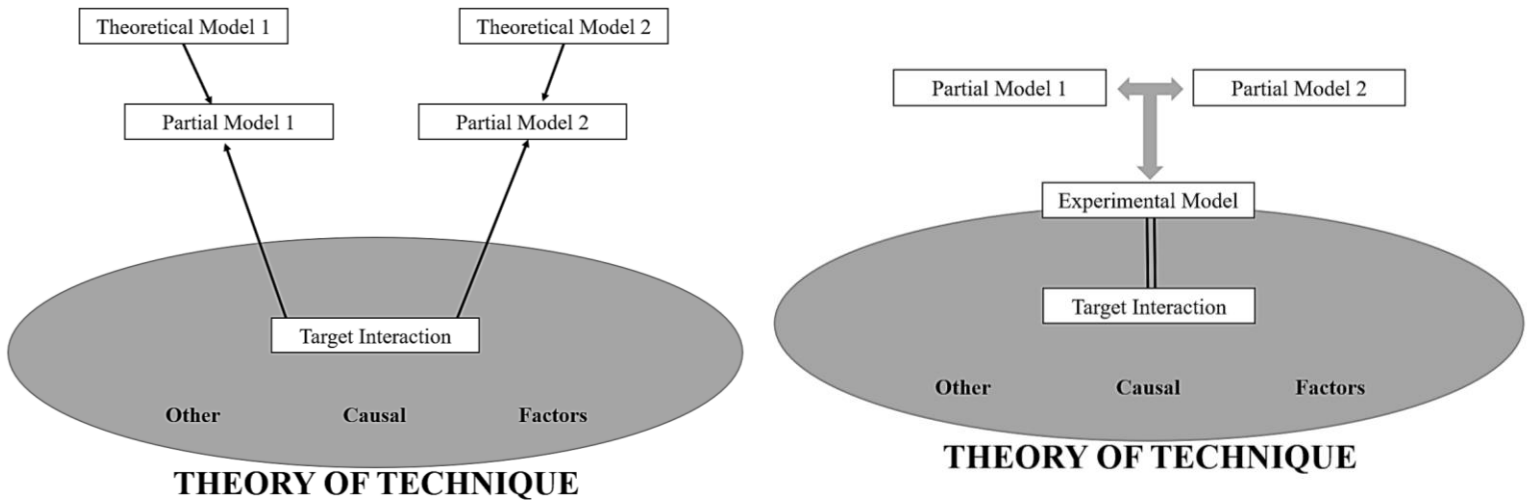 Theoretical Model 1
Theoretical Model 2
Partial Model 1
Partial Model 2
Target Interaction
Other Causal Factors
THEORY OF TECHNIQUE
Partial Model 1
Partial Model 2
Experimental Model
Target Interaction
Other Causal Factors
THEORY OF TECHNIQUE